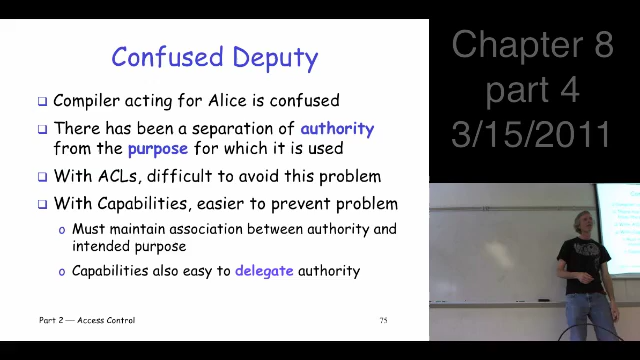 Confused Deputy
Compiler acting for Alice is confused
There has been a separation of authority
from the purpose for which it is used
With ACLs, difficult to avoid this problem
With Capabilities, easier to prevent problem
Must maintain association between authority and
intended purpose
Capabilities also easy to delegate authority
Part 2 — Access Control
75
Chapter 8
part 4
3/15/2011